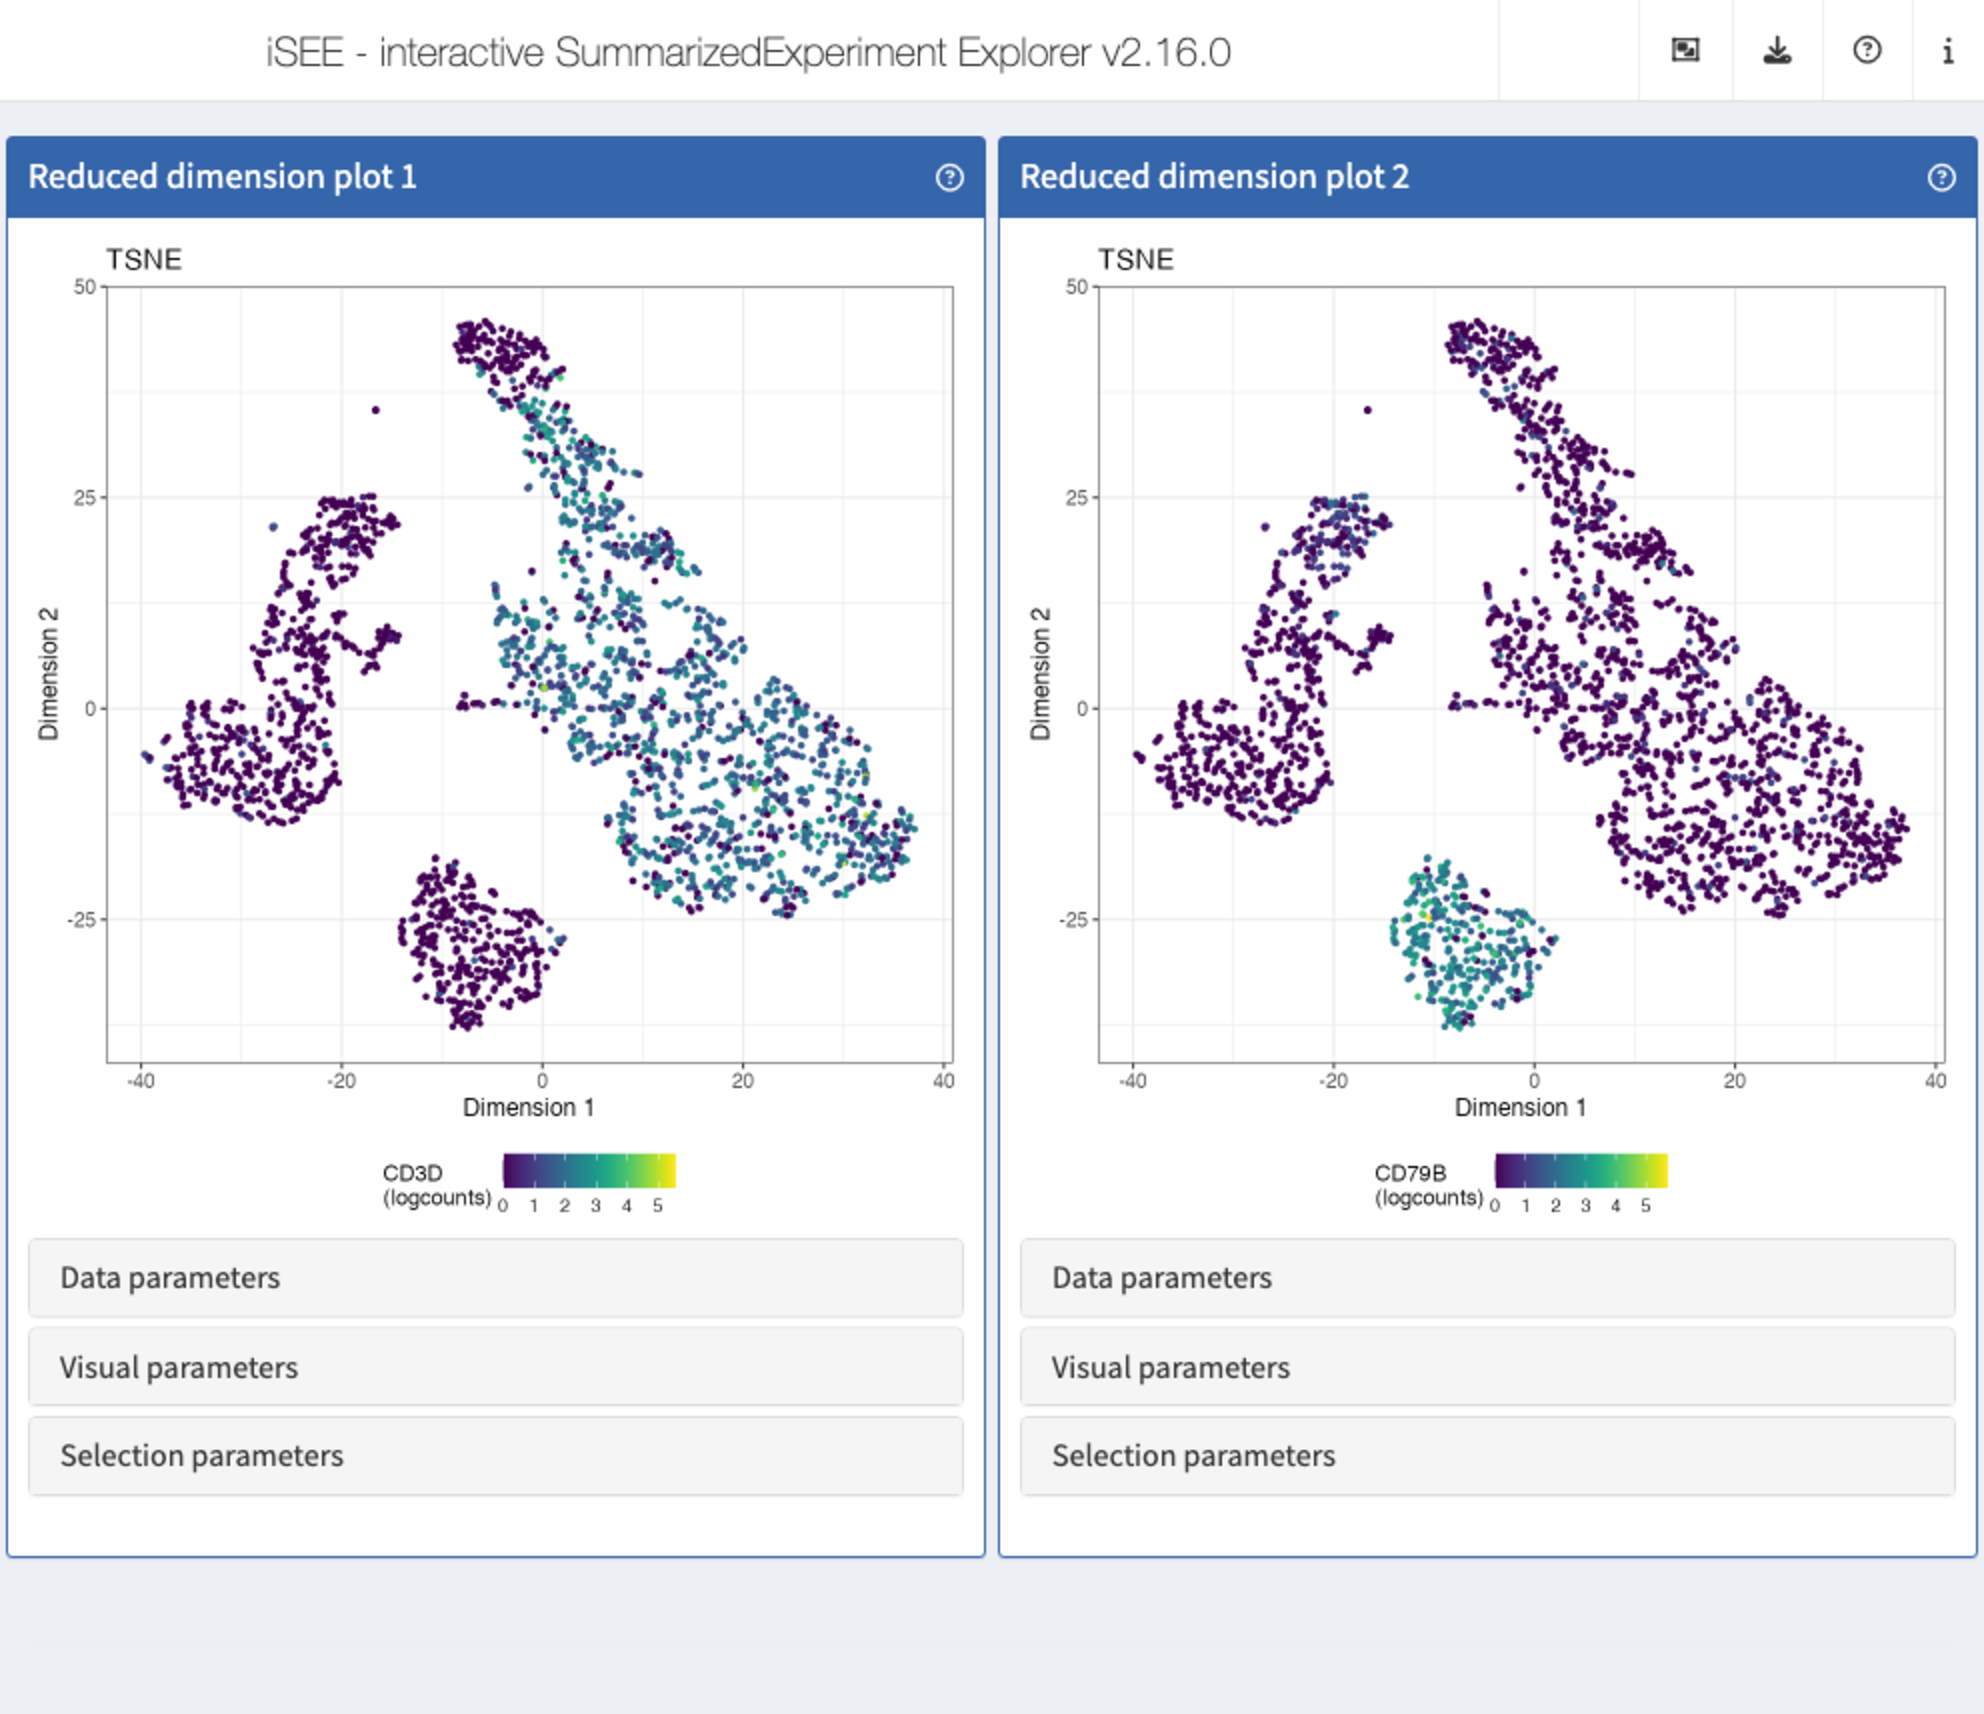 iSEE - interactive SummarizedExperiment Explorer v2.16.0
Reduced dimension plot 1
TSNE
50
25
0
-25
Dimension 2
-40 -20 0 20 40
Dimension 1
CD3D
(logcounts) 0 1 2 3 4 5
Data parameters
Visual parameters
Selection parameters
Reduced dimension plot 2
TSNE
50
25
0
-25
Dimension 2
-40 -20 0 20 40
Dimension 1
CD79B
(logcounts) 0 1 2 3 4 5
Data parameters
Visual parameters
Selection parameters